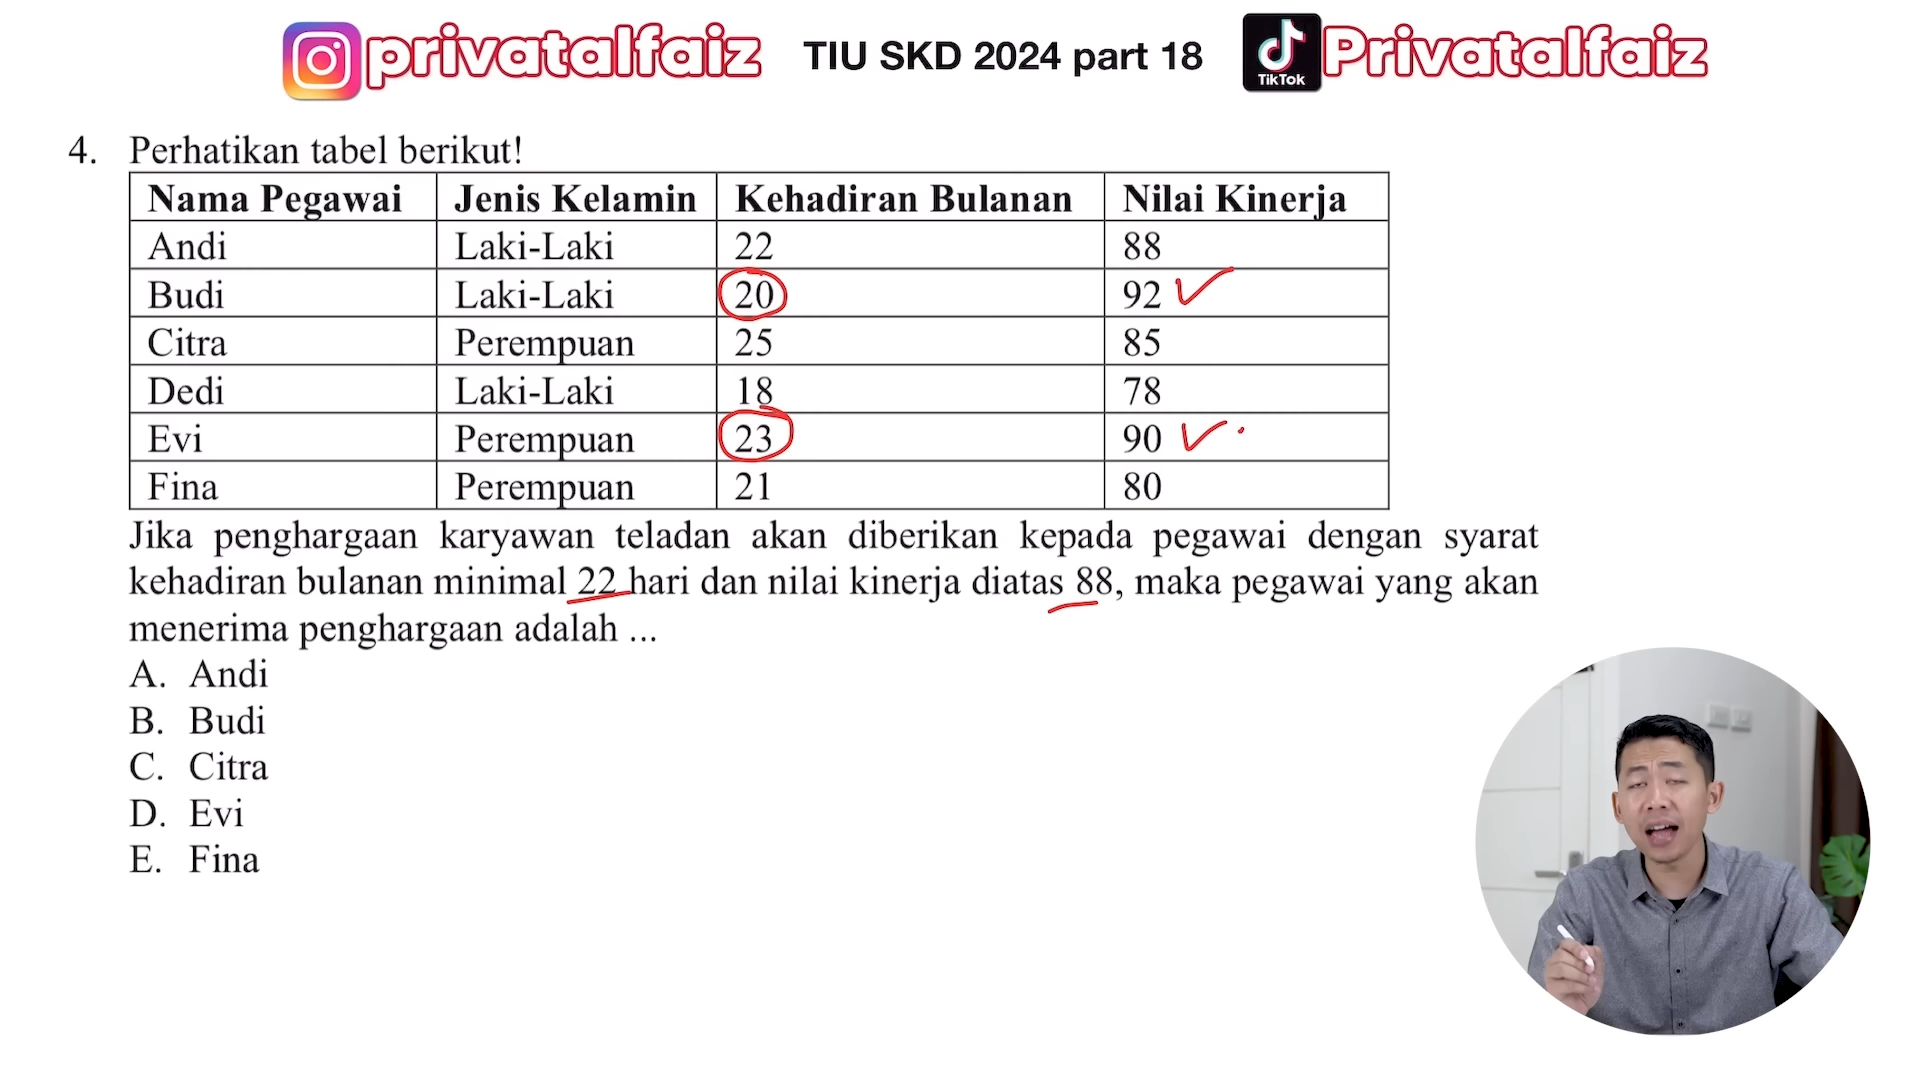 privatalfaiz TIU SKD 2024 part 18 TikTok Privatalfaiz
4. Perhatikan tabel berikut!
Nama Pegawai Jenis Kelamin Kehadiran Bulanan Nilai Kinerja
Andi Laki-Laki 22 88
Budi Laki-Laki 20 92
Citra Perempuan 25 85
Dedi Laki-Laki 18 78
Evi Perempuan 23 90
Fina Perempuan 21 80
Jika penghargaan karyawan teladan akan diberikan kepada pegawai dengan syarat
kehadiran bulanan minimal 22 hari dan nilai kinerja diatas 88, maka pegawai yang akan
menerima penghargaan adalah ...
A. Andi
B. Budi
C. Citra
D. Evi
E. Fina